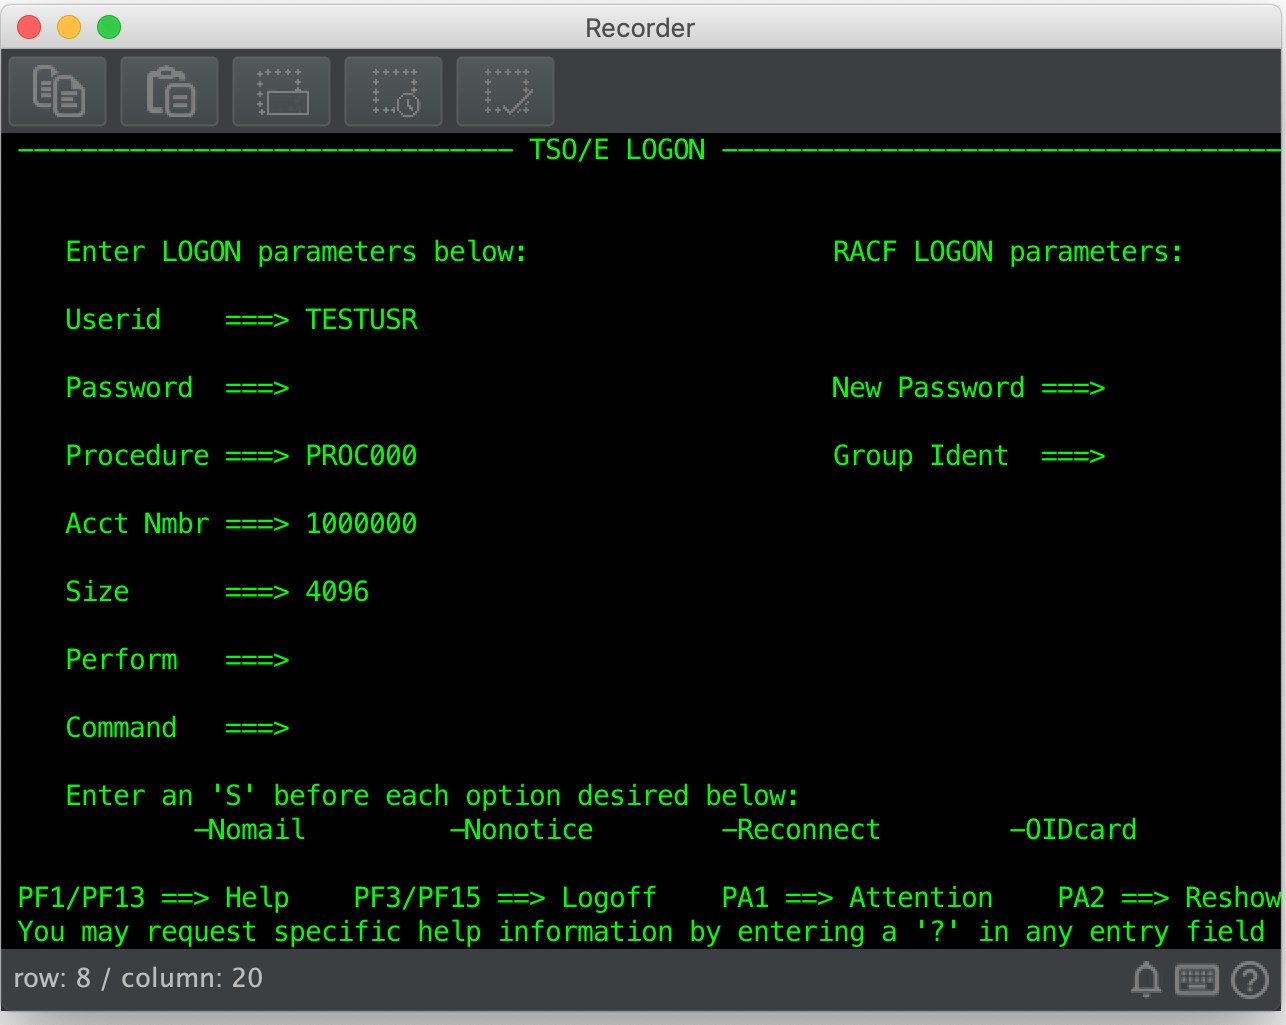 Recorder
------------------------------- TSO/E LOGON -----------------------------------
Enter LOGON parameters below: RACF LOGON parameters:
Userid ===> TESTUSR
Password ===> New Password ===>
Procedure ===> PROC000 Group Ident ===>
Acct Nmbr ===> 1000000
Size ===> 4096
Perform ===>
Command ===>
Enter an 'S' before each option desired below:
-Nomail -Nonotice -Reconnect -OIDcard
PF1/PF13 ==> Help PF3/PF15 ==> Logoff PA1 ==> Attention PA2 ==> Reshow
You may request specific help information by entering a '?' in any entry field
row: 8 / column: 20